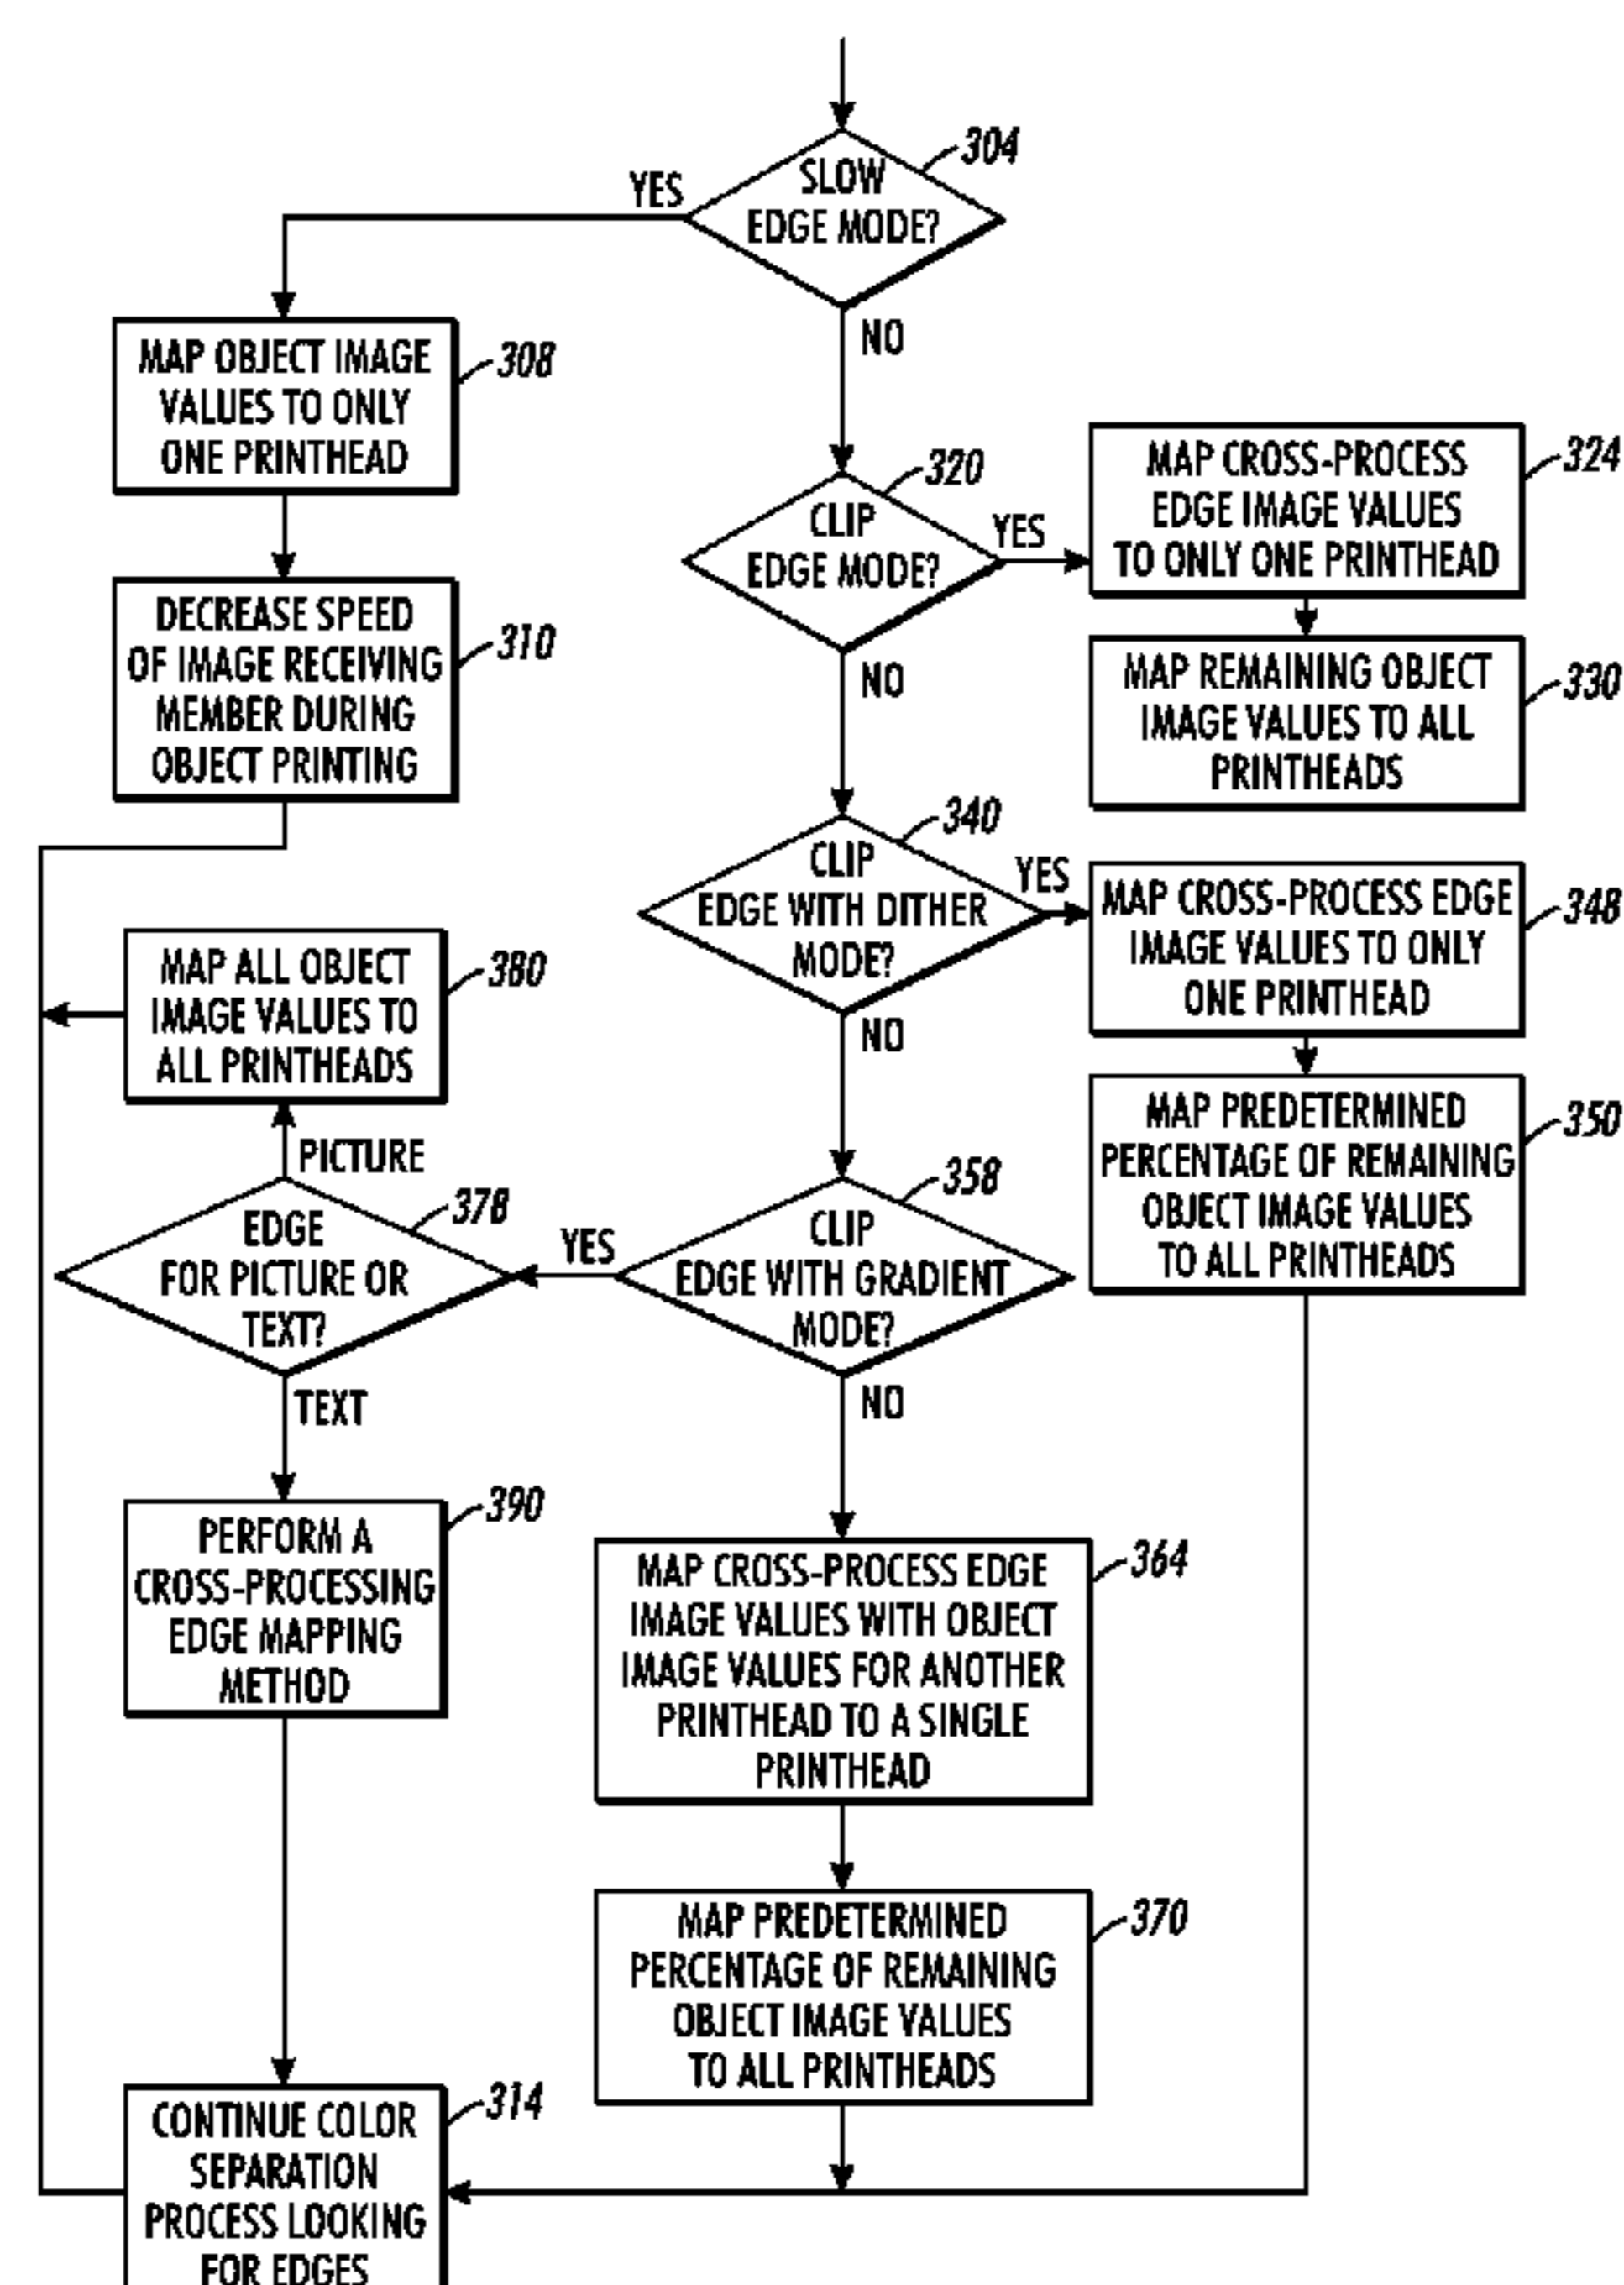 304
SLOW
EDGE MODE?
YES
NO
MAP OBJECT IMAGE
VALUES TO ONLY
ONE PRINTHEAD
308
DECREASE SPEED
OF IMAGE RECEIVING
MEMBER DURING
OBJECT PRINTING
310
320
CLIP
EDGE MODE?
YES
NO
MAP CROSS-PROCESS
EDGE IMAGE VALUES
TO ONLY ONE PRINTHEAD
324
MAP REMAINING OBJECT
IMAGE VALUES TO ALL
PRINTHEADS
330
340
CLIP
EDGE WITH DITHER
MODE?
YES
NO
MAP CROSS-PROCESS EDGE
IMAGE VALUES TO ONLY
ONE PRINTHEAD
348
MAP PREDETERMINED
PERCENTAGE OF REMAINING
OBJECT IMAGE VALUES
TO ALL PRINTHEADS
350
MAP ALL OBJECT
IMAGE VALUES TO
ALL PRINTHEADS
380
PICTURE
378
EDGE
FOR PICTURE OR
TEXT?
TEXT
358
CLIP
EDGE WITH GRADIENT
MODE?
YES
NO
PERFORM A
CROSS-PROCESSING
EDGE MAPPING
METHOD
390
MAP CROSS-PROCESS EDGE
IMAGE VALUES WITH OBJECT
IMAGE VALUES FOR ANOTHER
PRINTHEAD TO A SINGLE
PRINTHEAD
364
MAP PREDETERMINED
PERCENTAGE OF REMAINING
OBJECT IMAGE VALUES
TO ALL PRINTHEADS
370
CONTINUE COLOR
SEPARATION
PROCESS LOOKING
FOR EDGES
314